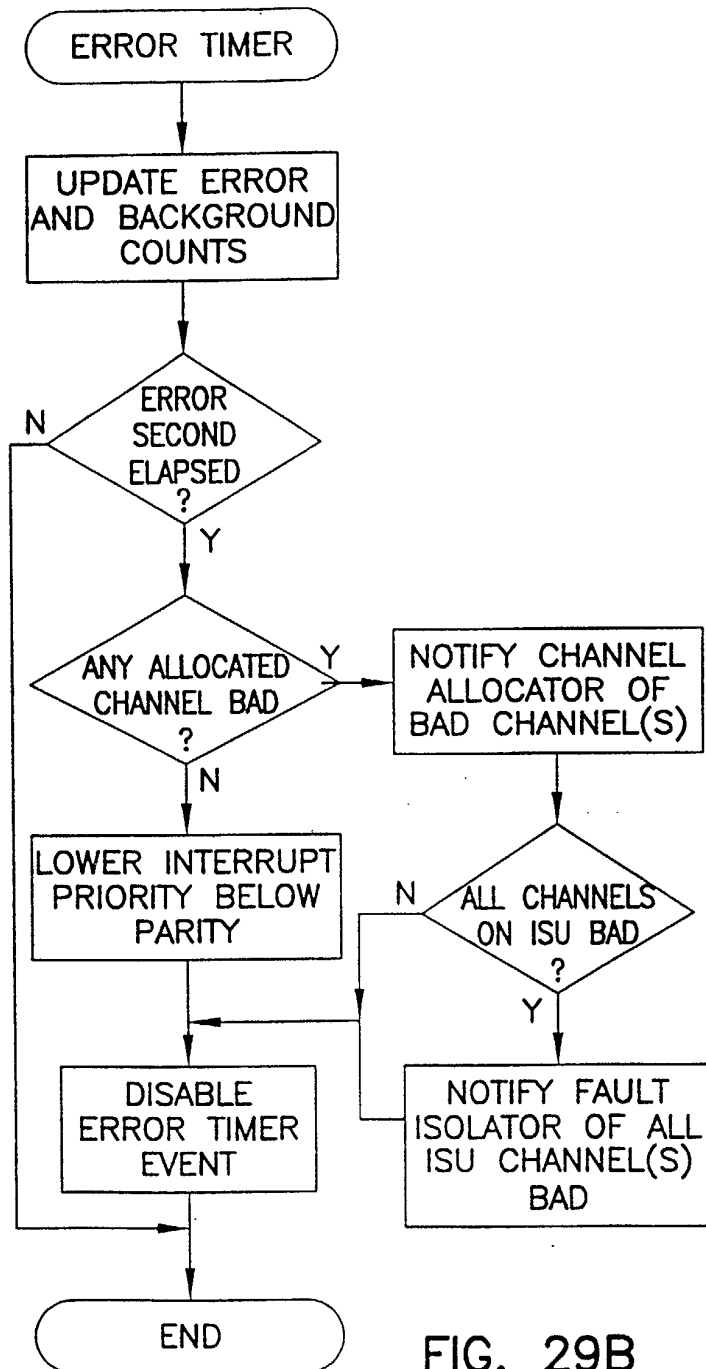 ERROR TIMER
UPDATE ERROR
AND BACKGROUND
COUNTS
ERROR
SECOND
ELAPSED
?
N
Y
ANY ALLOCATED
CHANNEL BAD
?
Y
N
NOTIFY CHANNEL
ALLOCATOR OF
BAD CHANNEL(S)
LOWER INTERRUPT
PRIORITY BELOW
PARITY
ALL CHANNELS
ON ISU BAD
?
N
Y
DISABLE
ERROR TIMER
EVENT
NOTIFY FAULT
ISOLATOR OF ALL
ISU CHANNEL(S)
BAD
END
FIG. 29B